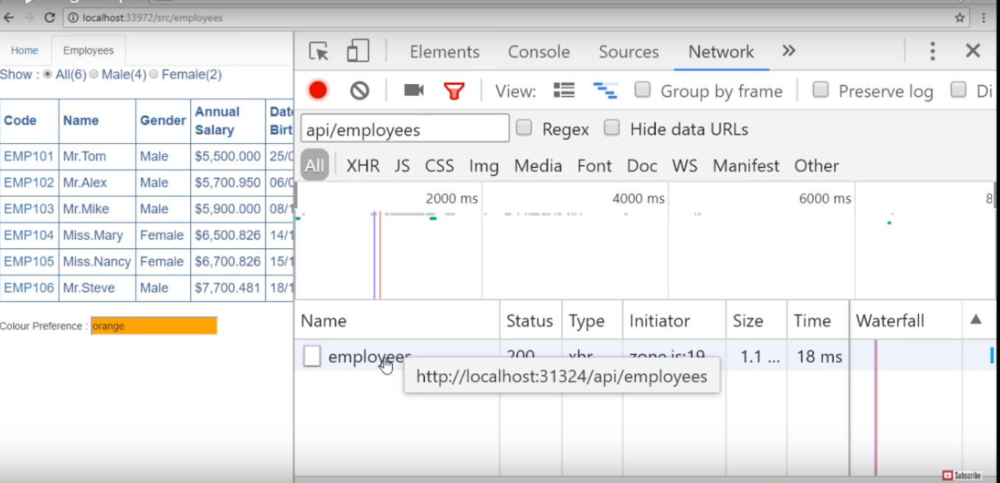 localhost:33972/src/employees
Home Employees
Show : All(6) Male(4) Female(2)
Code Name Gender Annual Salary Date Birt
EMP101 Mr.Tom Male $5,500.000 25/0
EMP102 Mr.Alex Male $5,700.950 06/0
EMP103 Mr.Mike Male $5,900.000 08/1
EMP104 Miss.Mary Female $6,500.826 14/1
EMP105 Miss.Nancy Female $6,700.826 15/1
EMP106 Mr.Steve Male $7,700.481 18/1
Colour Preference : orange
Elements Console Sources Network »
View: Group by frame Preserve log Di
api/employees Regex Hide data URLs
All XHR JS CSS Img Media Font Doc WS Manifest Other
2000 ms 4000 ms 6000 ms 8
Name Status Type Initiator Size Time Waterfall
employees 200 xhr zone.js:19 1.1 ... 18 ms
http://localhost:31324/api/employees
Subscribe